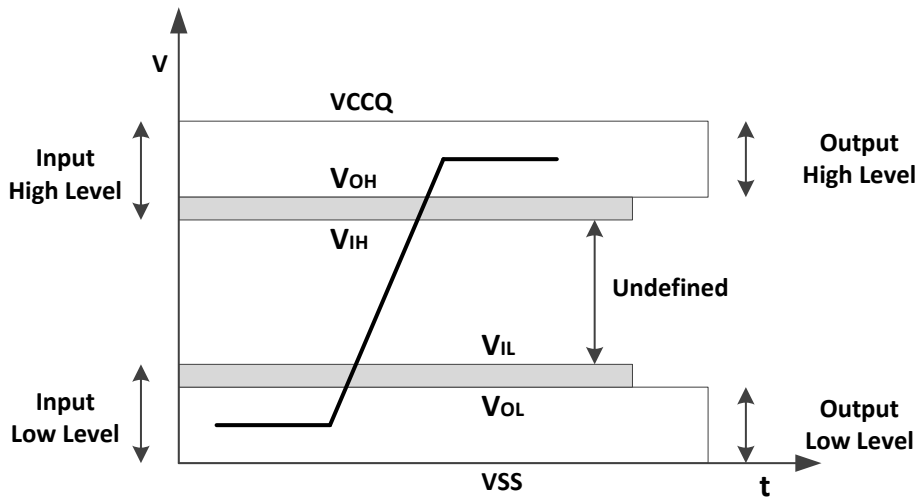 V
VCCQ
Input
High Level
Output
High Level
VOH
VIH
Undefined
VIL
VOL
Input
Low Level
Output
Low Level
VSS
t